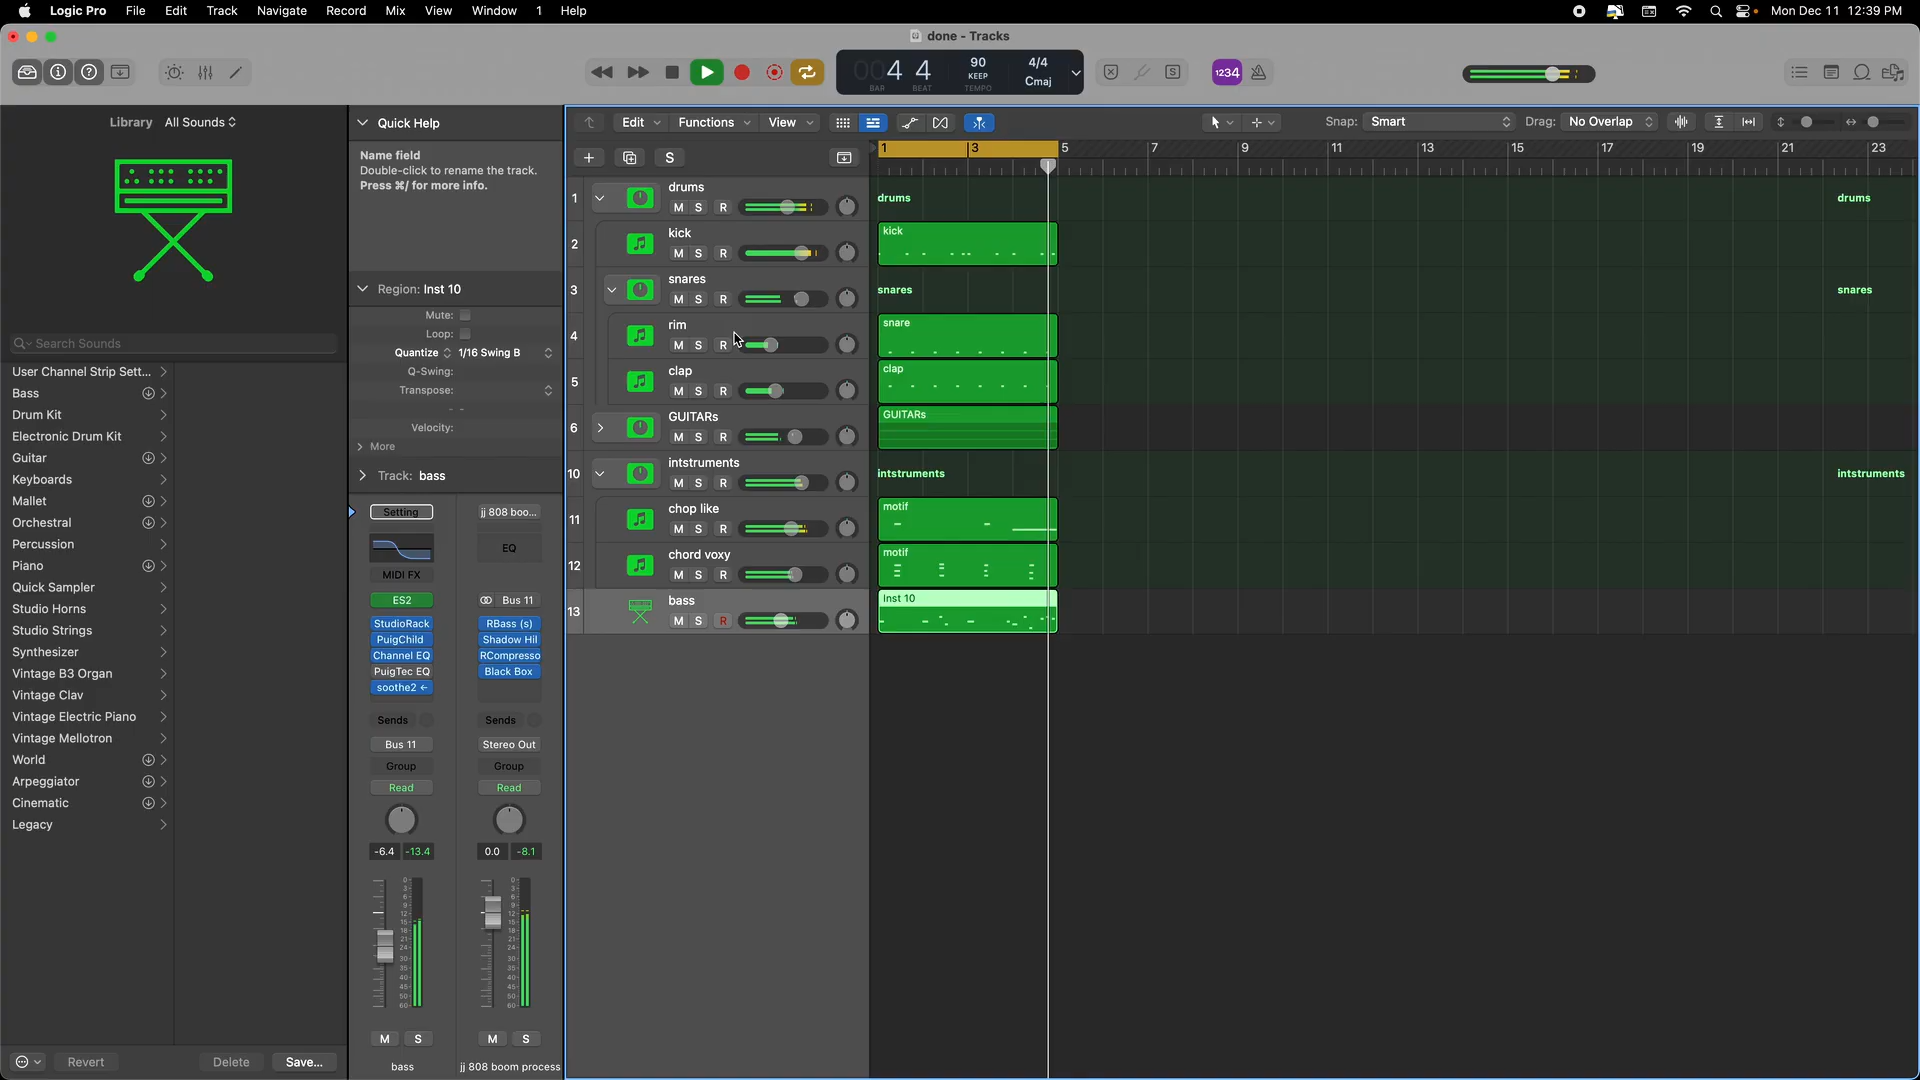 Logic Pro File Edit Track Navigate Record Mix View Window 1 Help Mon Dec 11 12:39 PM
done - Tracks
004 4 90 4/4
KEEP Cmaj
BAR BEAT TEMPO
1234
S
Library All Sounds
Search Sounds
User Channel Strip Sett...
Bass
Drum Kit
Electronic Drum Kit
Guitar
Keyboards
Mallet
Orchestral
Percussion
Piano
Quick Sampler
Studio Horns
Studio Strings
Synthesizer
Vintage B3 Organ
Vintage Clav
Vintage Electric Piano
Vintage Mellotron
World
Arpeggiator
Cinematic
Legacy
Revert Delete Save...
Quick Help
Name field
Double-click to rename the track.
Press ⌘/ for more info.
Region: Inst 10
Mute:
Loop:
Quantize 1/16 Swing B
Q-Swing:
Transpose:
- -
Velocity:
More
Track: bass
Setting jj 808 boo...
EQ
MIDI FX
ES2 Bus 11
StudioRack RBass (s)
PuigChild Shadow Hil
Channel EQ RCompresso
PuigTec EQ Black Box
soothe2 ←
Sends Sends
Bus 11 Stereo Out
Group Group
Read Read
-6.4 -13.4 0.0 -8.1
M S M S
bass jj 808 boom process
Edit Functions View Snap: Smart Drag: No Overlap
S
1 3 5 7 9 11 13 15 17 19 21 23
1 drums M S R drums drums
2 kick M S R kick
3 snares M S R snares snares
4 rim M S R snare
5 clap M S R clap
6 GUITARs M S R GUITARs
10 intstruments M S R intstruments intstruments
11 chop like M S R motif
12 chord voxy M S R motif
13 bass M S R Inst 10